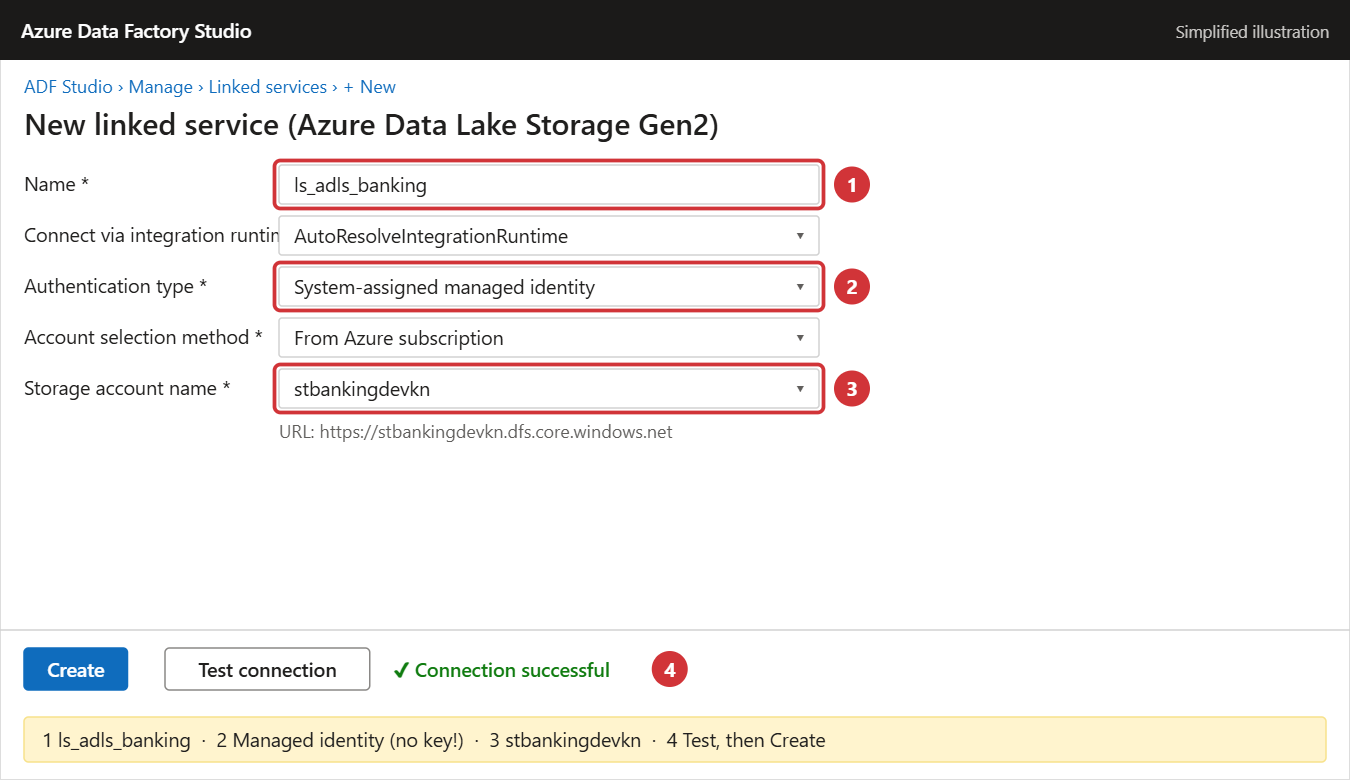 Azure Data Factory Studio
Simplified illustration
ADF Studio › Manage › Linked services › + New
New linked service (Azure Data Lake Storage Gen2)
Name * ls_adls_banking 1
Connect via integration runtin AutoResolveIntegrationRuntime
Authentication type * System-assigned managed identity 2
Account selection method * From Azure subscription
Storage account name * stbankingdevkn 3
URL: https://stbankingdevkn.dfs.core.windows.net
Create Test connection ✔ Connection successful 4
1 ls_adls_banking · 2 Managed identity (no key!) · 3 stbankingdevkn · 4 Test, then Create